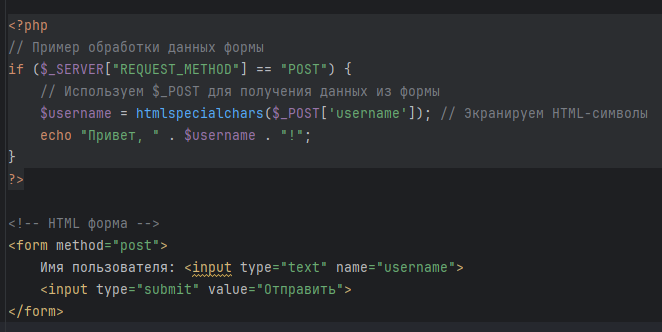 <?php
// Пример обработки данных формы
if ($_SERVER["REQUEST_METHOD"] == "POST") {
    // Используем $_POST для получения данных из формы
    $username = htmlspecialchars($_POST['username']); // Экранируем HTML-символы
    echo "Привет, " . $username . "!";
}
?>

<!-- HTML форма -->
<form method="post">
    Имя пользователя: <input type="text" name="username">
    <input type="submit" value="Отправить">
</form>